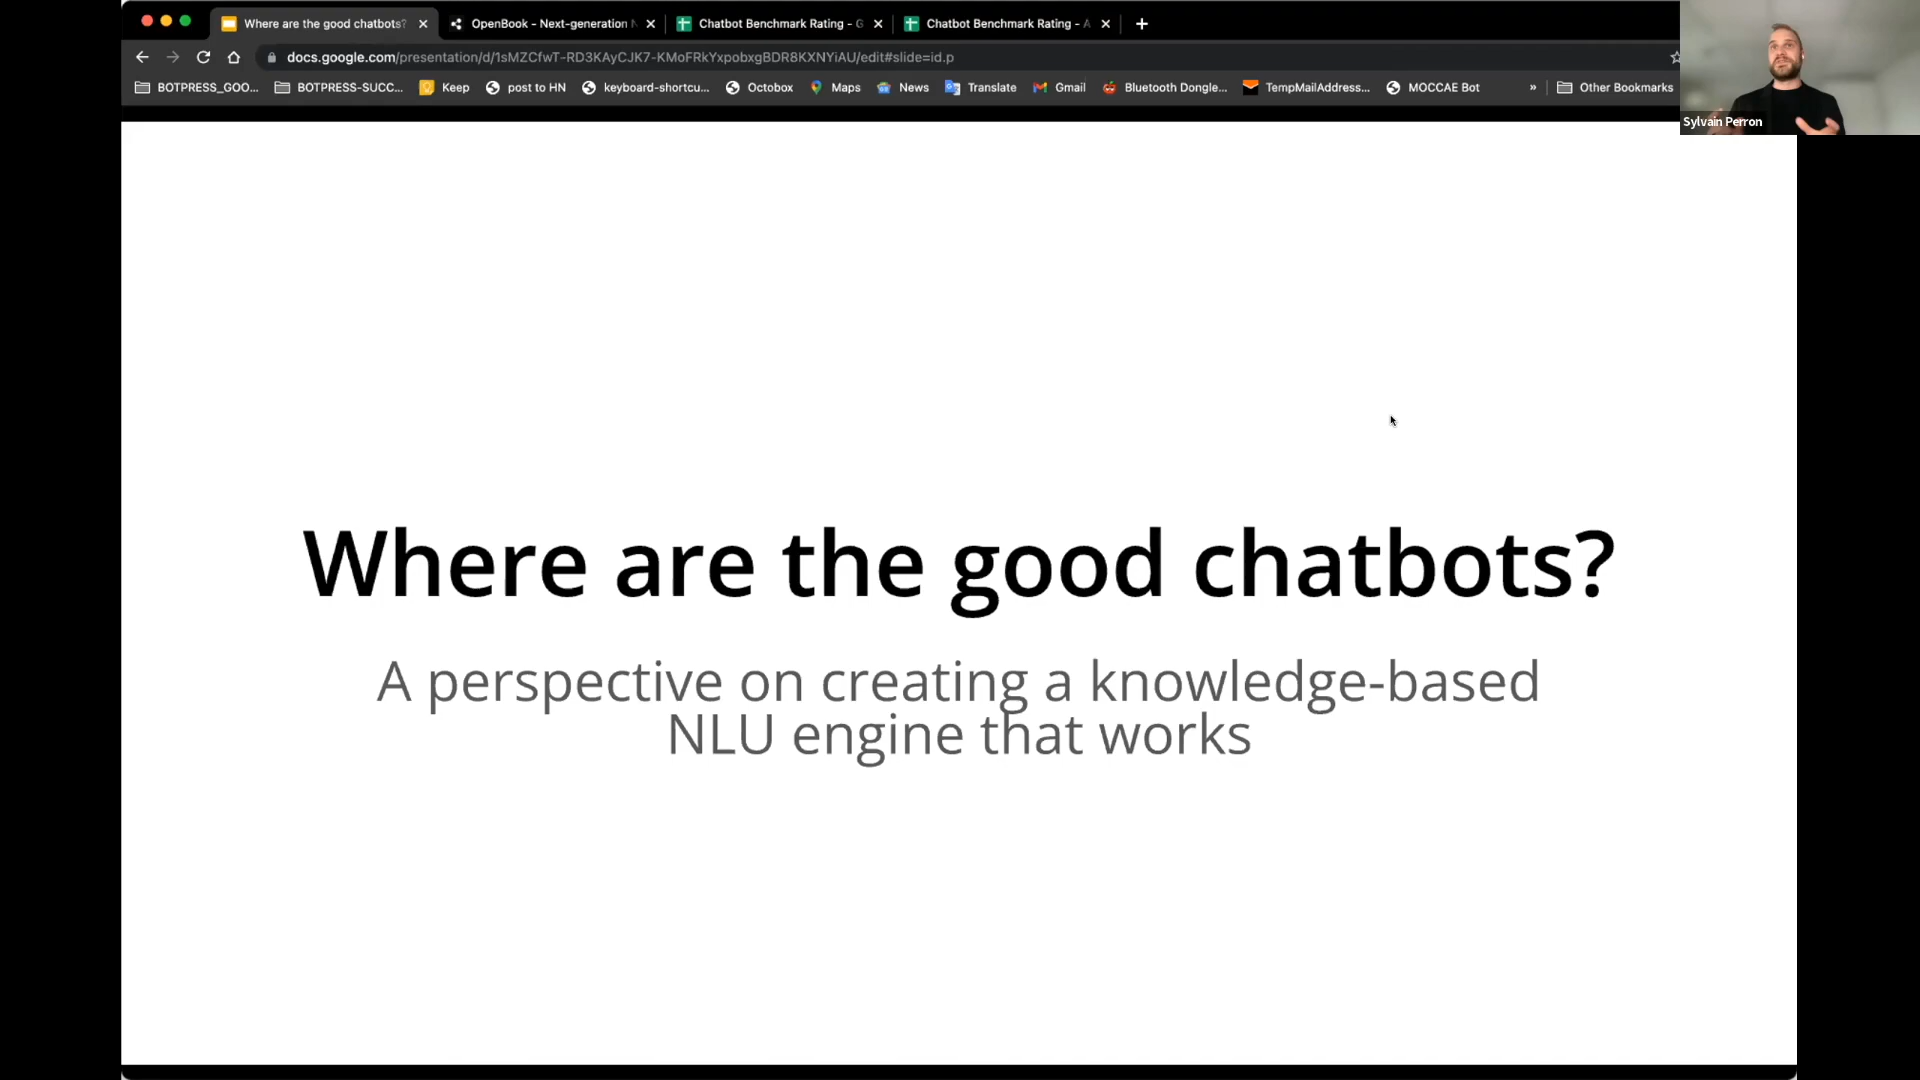 Where are the good chatbots?
OpenBook - Next-generation
Chatbot Benchmark Rating - G
Chatbot Benchmark Rating - A
docs.google.com/presentation/d/1sMZCfwT-RD3KAyCJK7-KMoFRkYxpobxgBDR8KXNYiAU/edit#slide=id.p
BOTPRESS_GOO... BOTPRESS-SUCC... Keep post to HN keyboard-shortcu... Octobox Maps News Translate Gmail Bluetooth Dongle... TempMailAddress... MOCCAE Bot » Other Bookmarks
Sylvain Perron
Where are the good chatbots?
A perspective on creating a knowledge-based
NLU engine that works